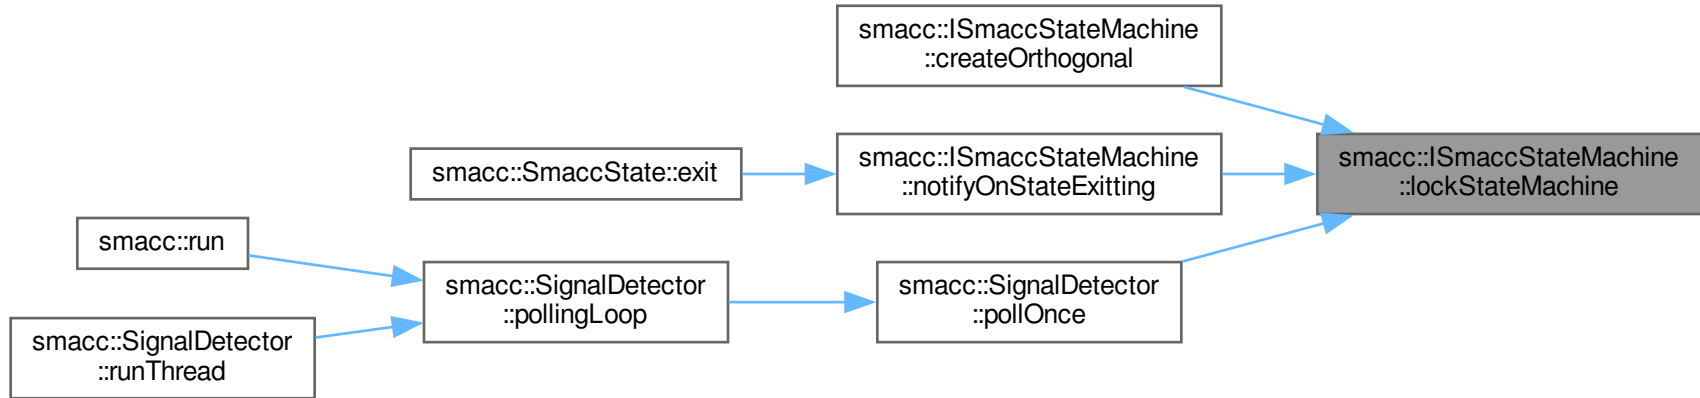 smacc::ISmaccStateMachine
::createOrthogonal
smacc::SmaccState::exit
smacc::ISmaccStateMachine
::notifyOnStateExitting
smacc::ISmaccStateMachine
::lockStateMachine
smacc::run
smacc::SignalDetector
::pollingLoop
smacc::SignalDetector
::pollOnce
smacc::SignalDetector
::runThread